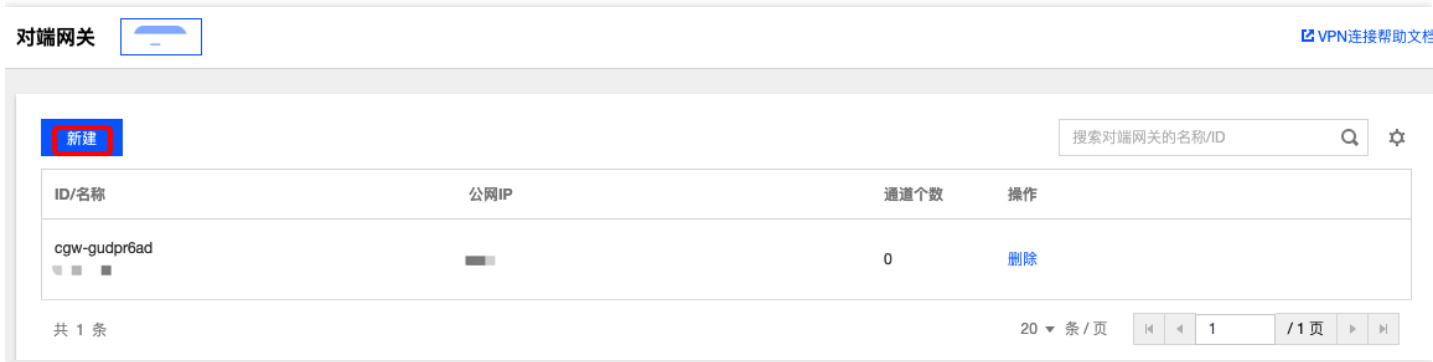 对端网关
VPN连接帮助文档
新建
搜索对端网关的名称/ID
ID/名称 公网IP 通道个数 操作
cgw-gudpr6ad
0 删除
共 1 条 20 条 / 页 1 / 1 页